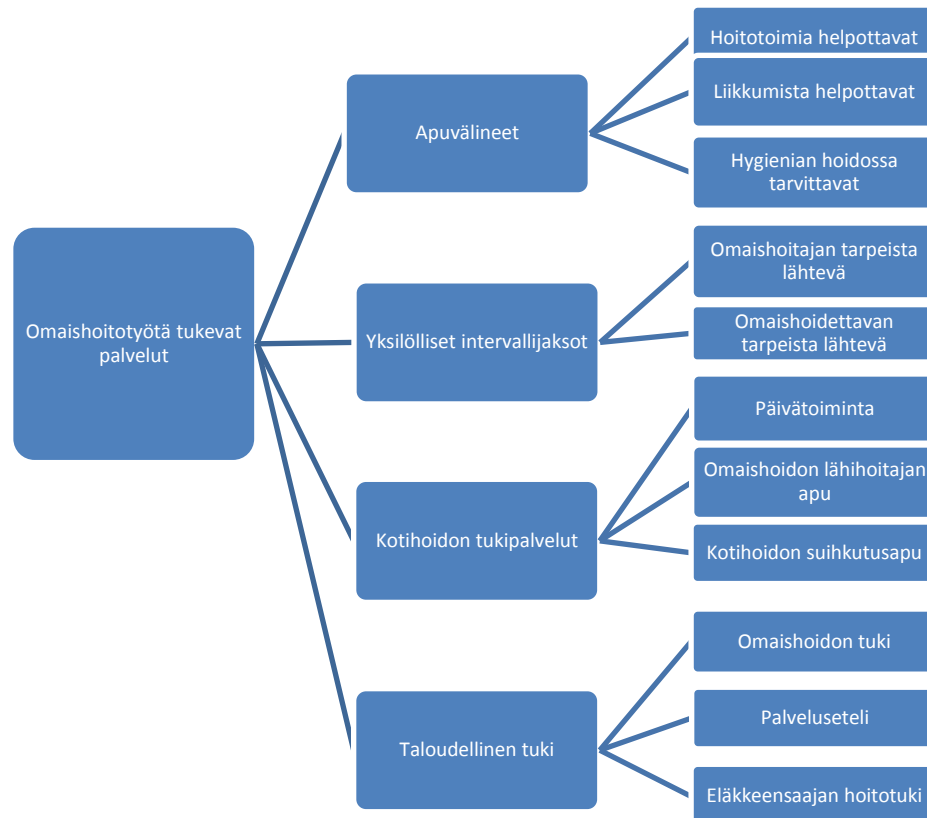 Omaishoitotyötä tukevat
palvelut
Apuvälineet
Hoitotoimia helpottavat
Liikkumista helpottavat
Hygienian hoidossa
tarvittavat
Yksilölliset intervallijaksot
Omaishoitajan tarpeista
lähtevä
Omaishoidettavan
tarpeista lähtevä
Kotihoidon tukipalvelut
Päivätoiminta
Omaishoidon lähihoitajan
apu
Kotihoidon suihkutusapu
Taloudellinen tuki
Omaishoidon tuki
Palveluseteli
Eläkkeensaajan hoitotuki